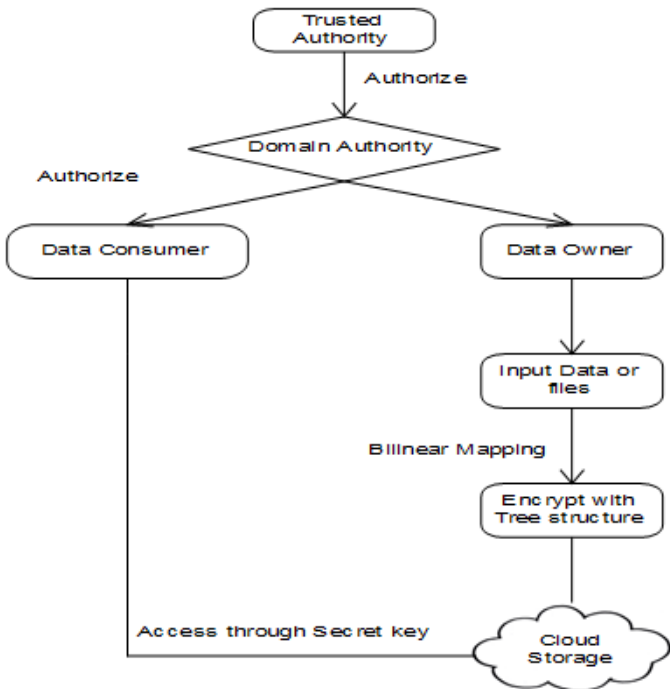 Trusted
Authority
Authorize
Domain Authority
Authorize
Data Consumer
Data Owner
Input Data or
files
Bilinear Mapping
Encrypt with
Tree structure
Access through Secret key
Cloud
Storage